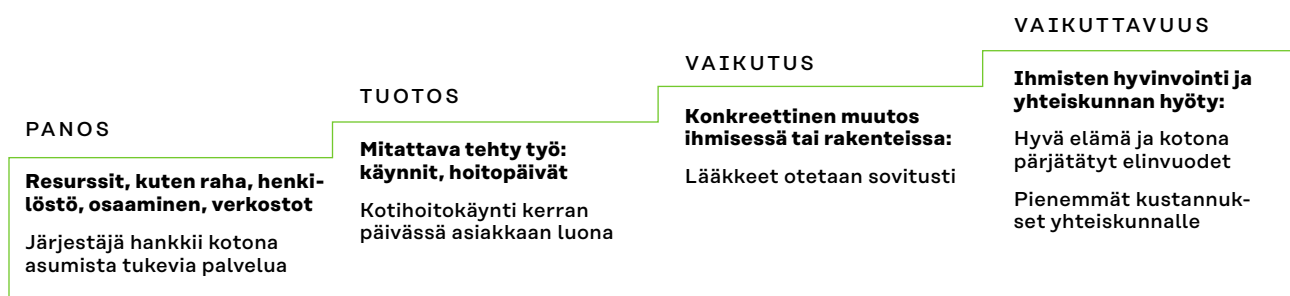 PANOS
Resurssit, kuten raha, henki-
löstö, osaaminen, verkostot
Järjestäjä hankkii kotona
asumista tukevia palvelua
TUOTOS
Mitattava tehty työ:
käynnit, hoitopäivät
Kotihoitokäynti kerran
päivässä asiakkaan luona
VAIKUTUS
Konkreettinen muutos
ihmisessä tai rakenteissa:
Lääkkeet otetaan sovitusti
VAIKUTTAVUUS
Ihmisten hyvinvointi ja
yhteiskunnan hyöty:
Hyvä elämä ja kotona
pärjätätyt elinvuodet
Pienemmät kustannuk-
set yhteiskunnalle